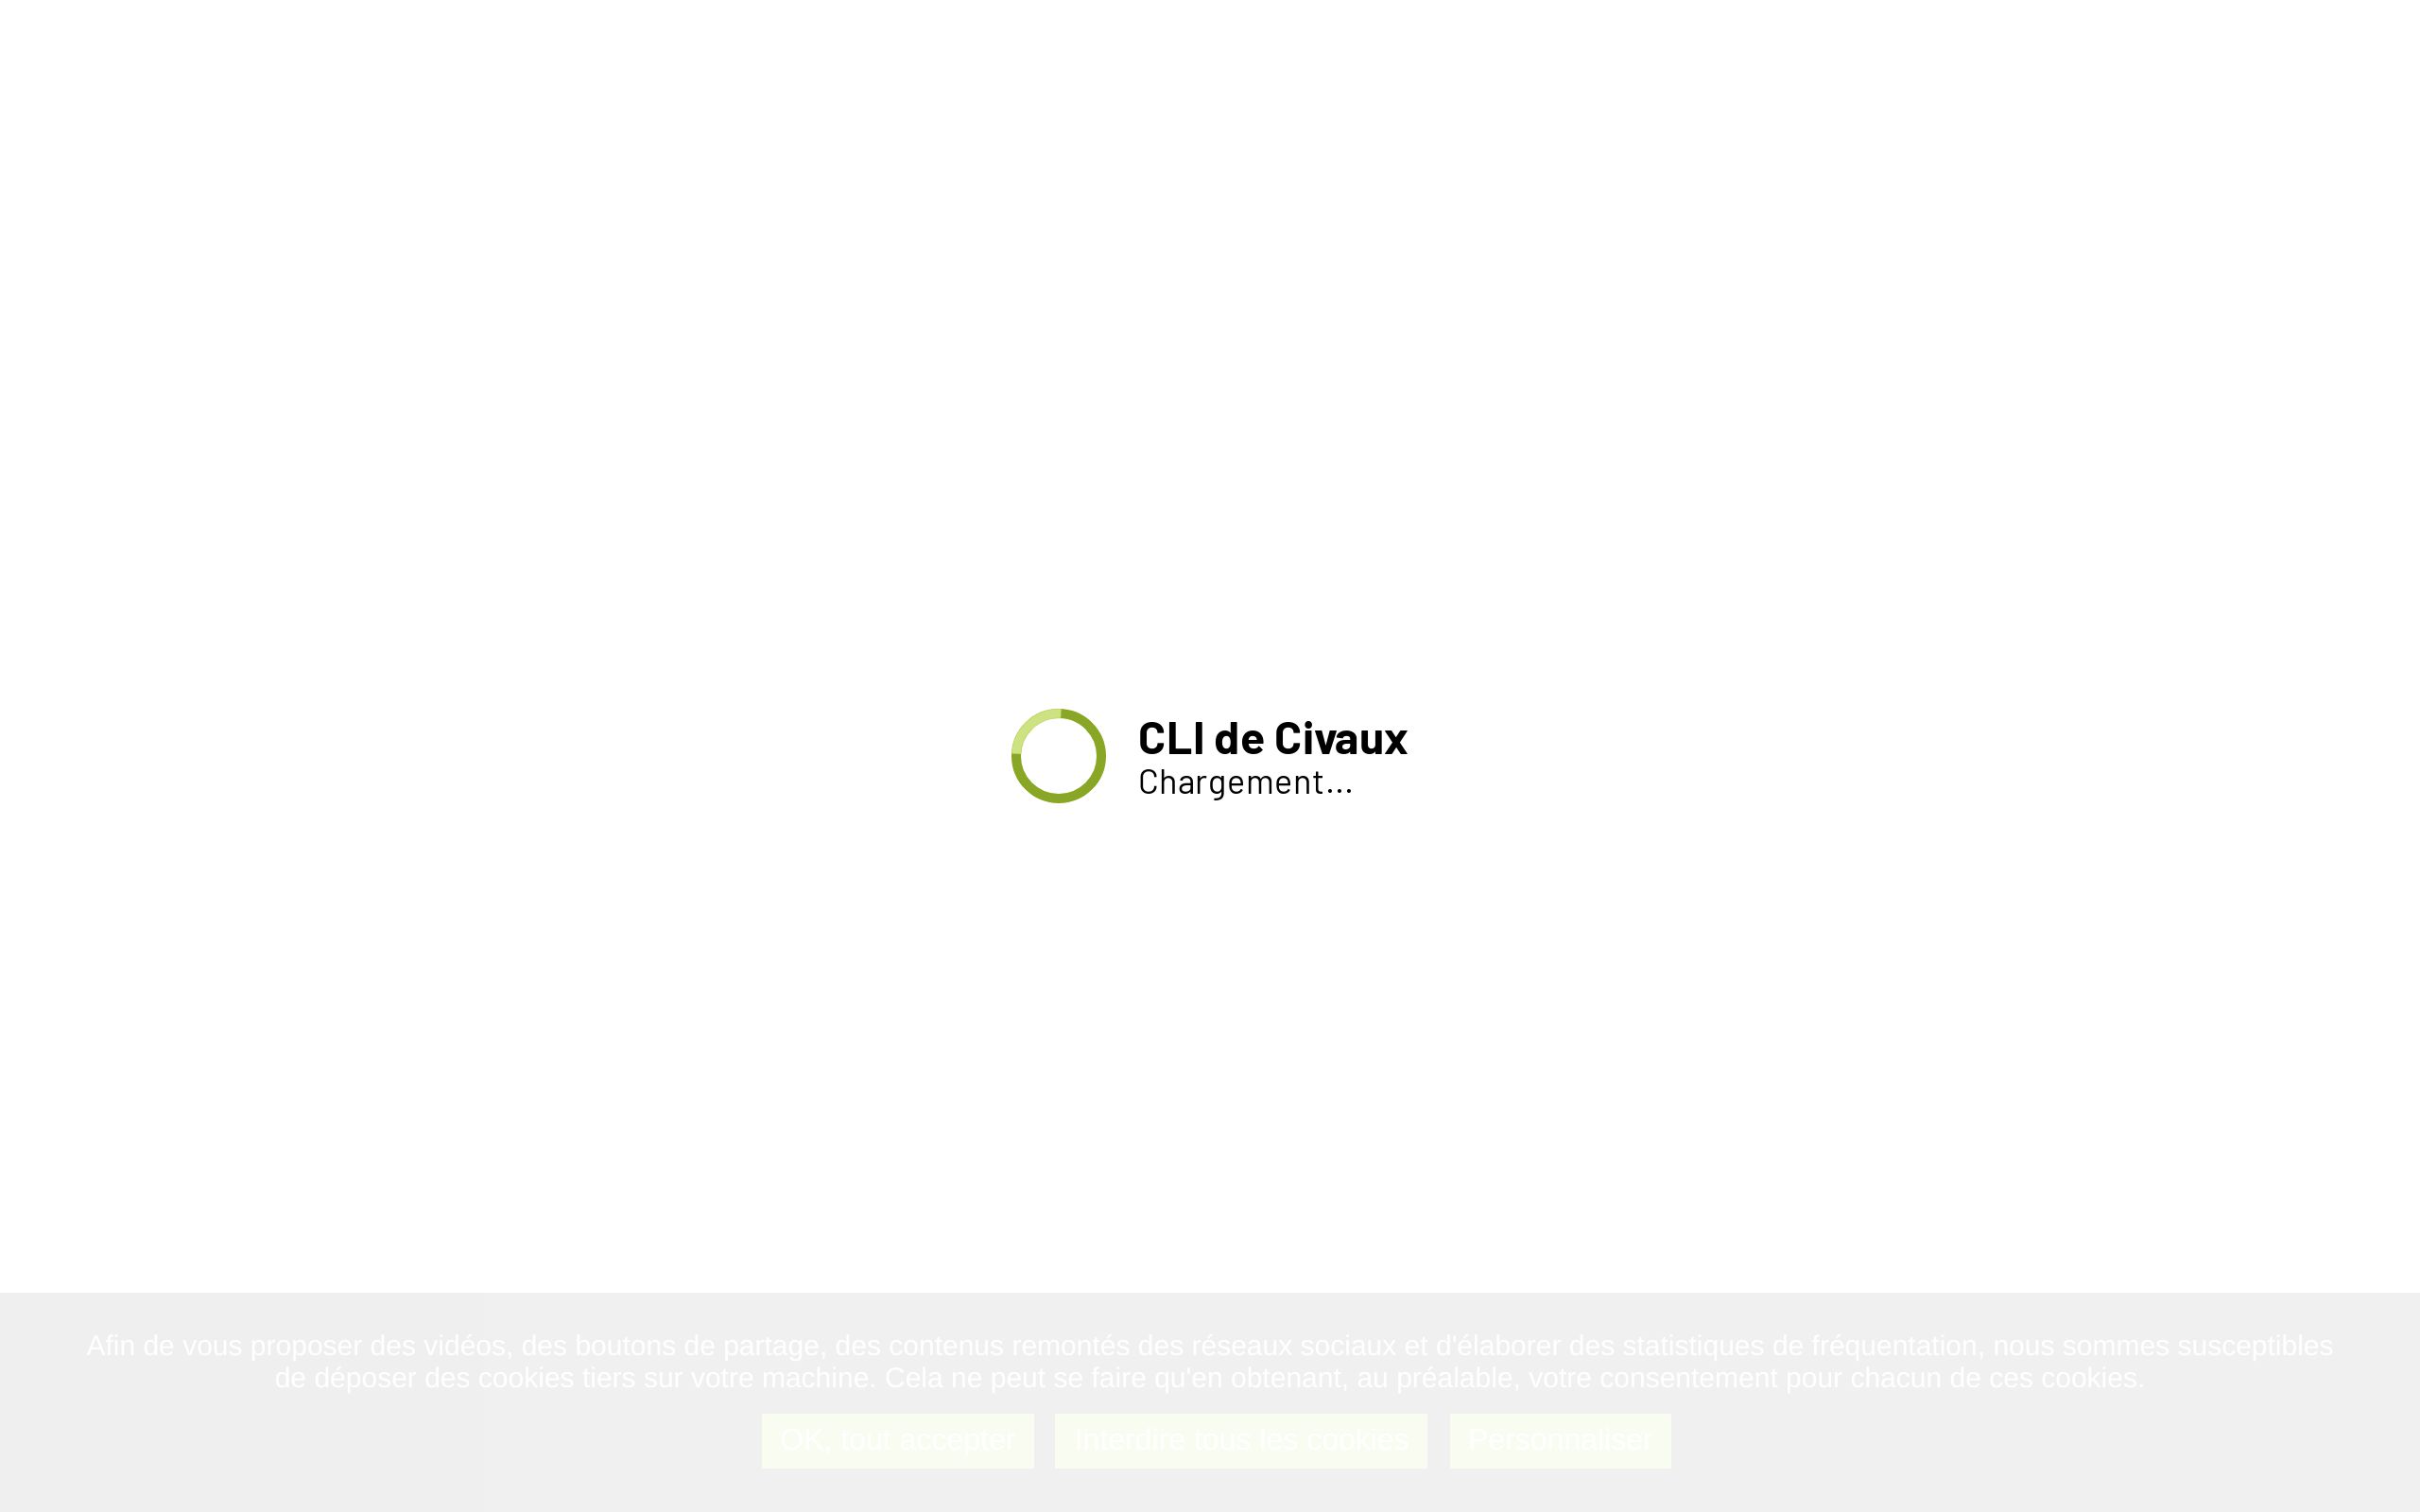 CLI de Civaux
Chargement...
Afin de vous proposer des vidéos, des boutons de partage, des contenus remontés des réseaux sociaux et d'élaborer des statistiques de fréquentation, nous sommes susceptibles
de déposer des cookies tiers sur votre machine. Cela ne peut se faire qu'en obtenant, au préalable, votre consentement pour chacun de ces cookies.
OK, tout accepter Interdire tous les cookies Personnaliser